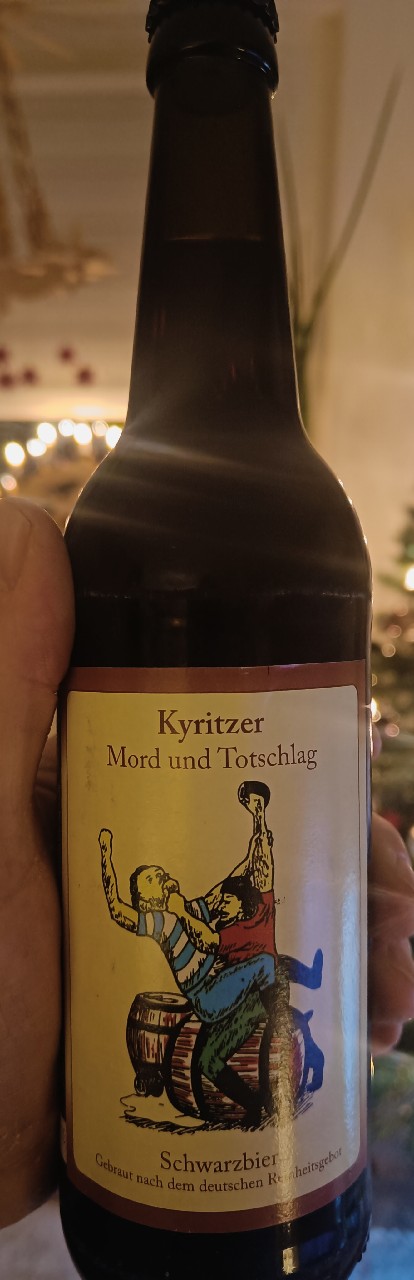 Kyritzer
Mord und Totschlag
Schwarzbier
Gebraut nach dem deutschen Reinheitsgebot